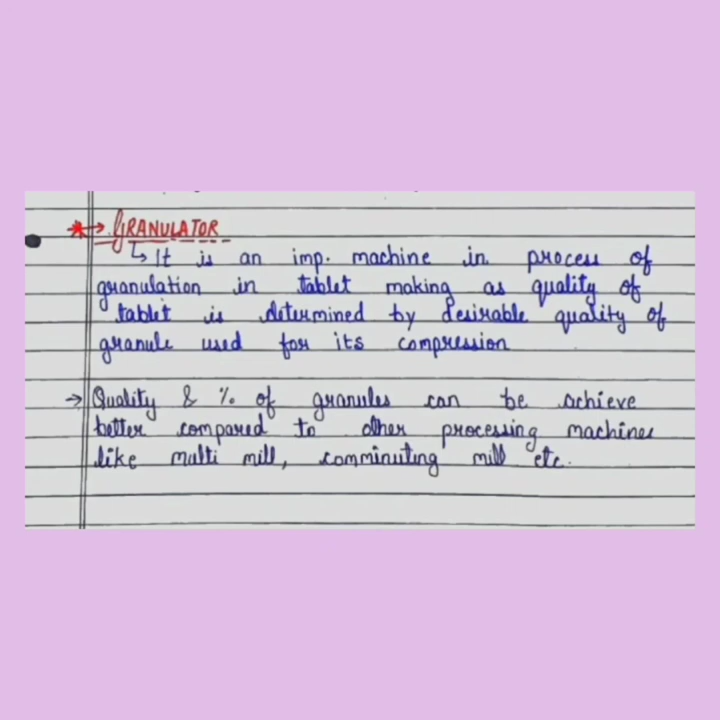 * → GRANULATOR
↳ It is an imp. machine in process of
granulation in tablet making as quality of
tablet is determined by desirable quality of
granule used for its compression
→ Quality & % of granules can be achieve
better compared to other processing machines
like multi mill, comminuting mill etc.